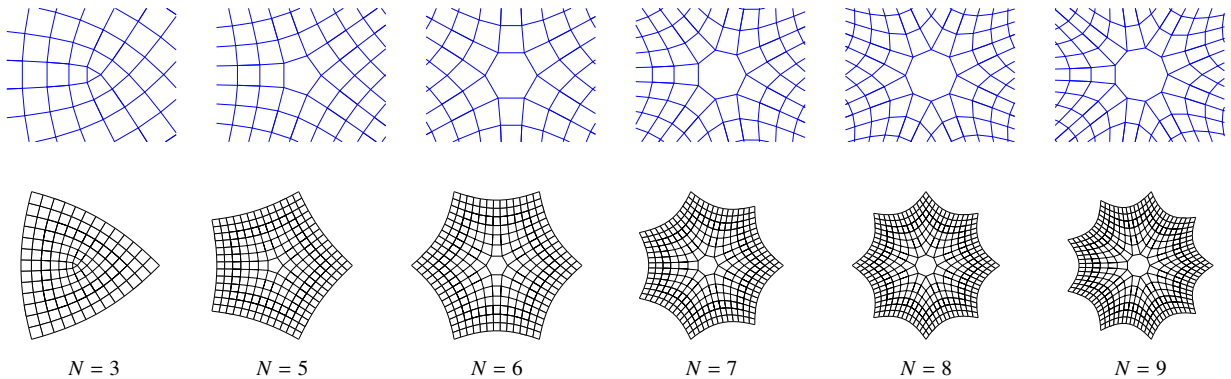 N = 3 N = 5 N = 6 N = 7 N = 8 N = 9